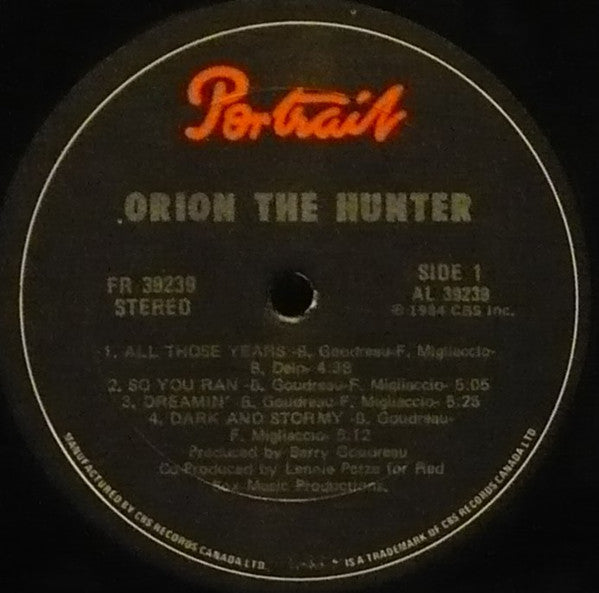 Portrait
ORION THE HUNTER
FR 39239
STEREO
SIDE 1
AL 39239
© 1984 CBS Inc.
1. ALL THOSE YEARS -B. Goudreau-F. Migliaccio-
B. Delp- 4:38
2. SO YOU RAN -B. Goudreau-F. Migliaccio- 5:05
3. DREAMIN' -B. Goudreau-F. Migliaccio- 5:25
4. DARK AND STORMY -B. Goudreau-
F. Migliaccio- 5:12
Produced by Barry Goudreau
Co-Produced by Lennie Petze for Red
Fox Music Productions.
MANUFACTURED BY CBS RECORDS CANADA LTD.
IS A TRADEMARK OF CBS RECORDS CANADA LTD